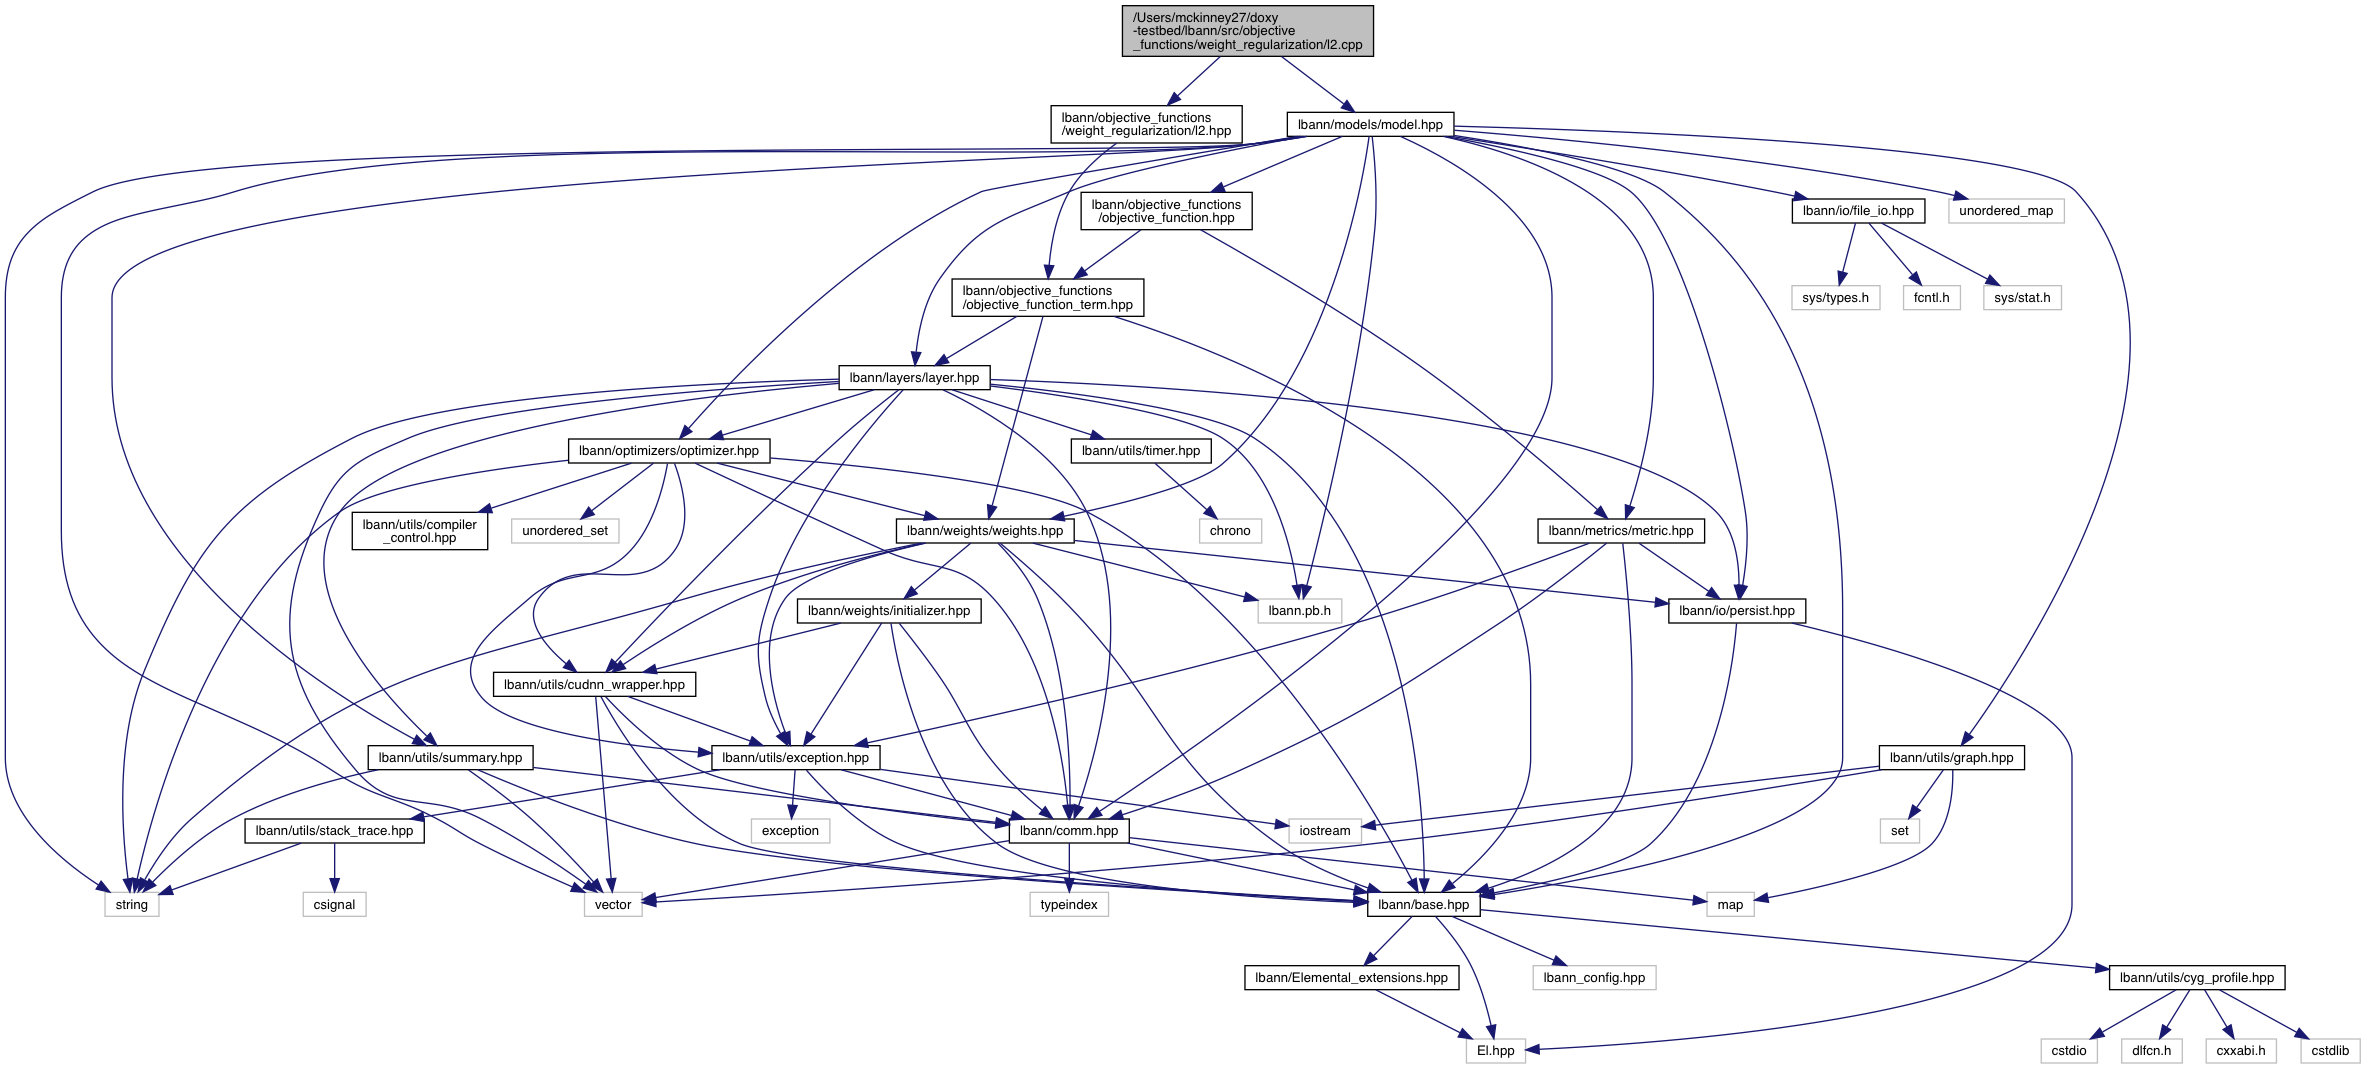 /Users/mckinney27/doxy
-testbed/lbann/src/objective
_functions/weight_regularization/l2.cpp
lbann/objective_functions
/weight_regularization/l2.hpp
lbann/models/model.hpp
lbann/objective_functions
/objective_function.hpp
lbann/io/file_io.hpp
unordered_map
lbann/objective_functions
/objective_function_term.hpp
sys/types.h
fcntl.h
sys/stat.h
lbann/layers/layer.hpp
lbann/optimizers/optimizer.hpp
lbann/utils/timer.hpp
lbann/utils/compiler
_control.hpp
unordered_set
lbann/weights/weights.hpp
chrono
lbann/metrics/metric.hpp
lbann/weights/initializer.hpp
lbann.pb.h
lbann/io/persist.hpp
lbann/utils/cudnn_wrapper.hpp
lbann/utils/summary.hpp
lbann/utils/exception.hpp
lbann/utils/graph.hpp
lbann/utils/stack_trace.hpp
exception
lbann/comm.hpp
iostream
set
string
csignal
vector
typeindex
lbann/base.hpp
map
lbann/Elemental_extensions.hpp
lbann_config.hpp
lbann/utils/cyg_profile.hpp
El.hpp
cstdio
dlfcn.h
cxxabi.h
cstdlib